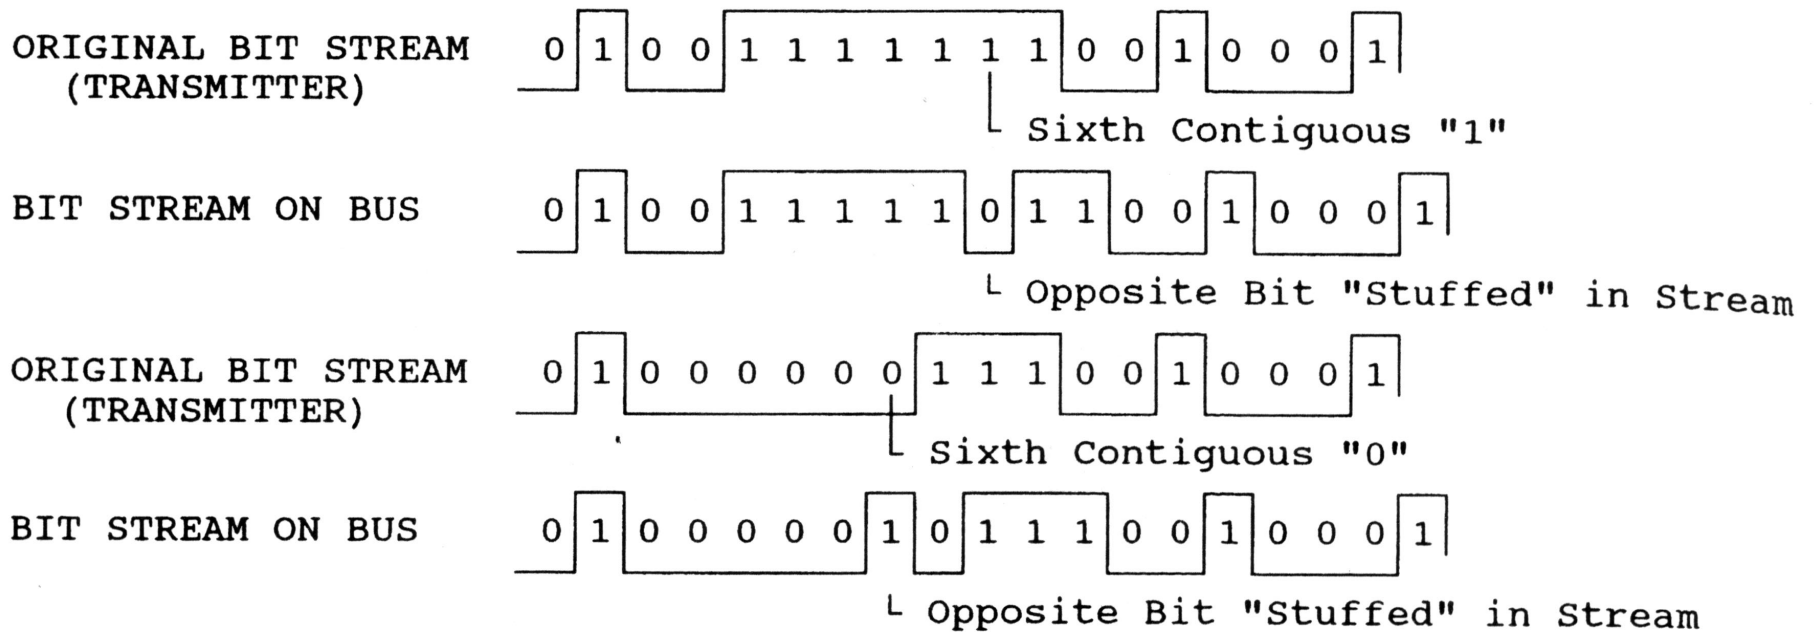 ORIGINAL BIT STREAM 0 1 0 0 1 1 1 1 1 1 1 0 0 1 0 0 0 1
(TRANSMITTER)
└ Sixth Contiguous "1"
BIT STREAM ON BUS 0 1 0 0 1 1 1 1 1 0 1 1 0 0 1 0 0 0 1
└ Opposite Bit "Stuffed" in Stream
ORIGINAL BIT STREAM 0 1 0 0 0 0 0 0 1 1 1 0 0 1 0 0 0 1
(TRANSMITTER)
└ Sixth Contiguous "0"
BIT STREAM ON BUS 0 1 0 0 0 0 0 1 0 1 1 1 0 0 1 0 0 0 1
└ Opposite Bit "Stuffed" in Stream